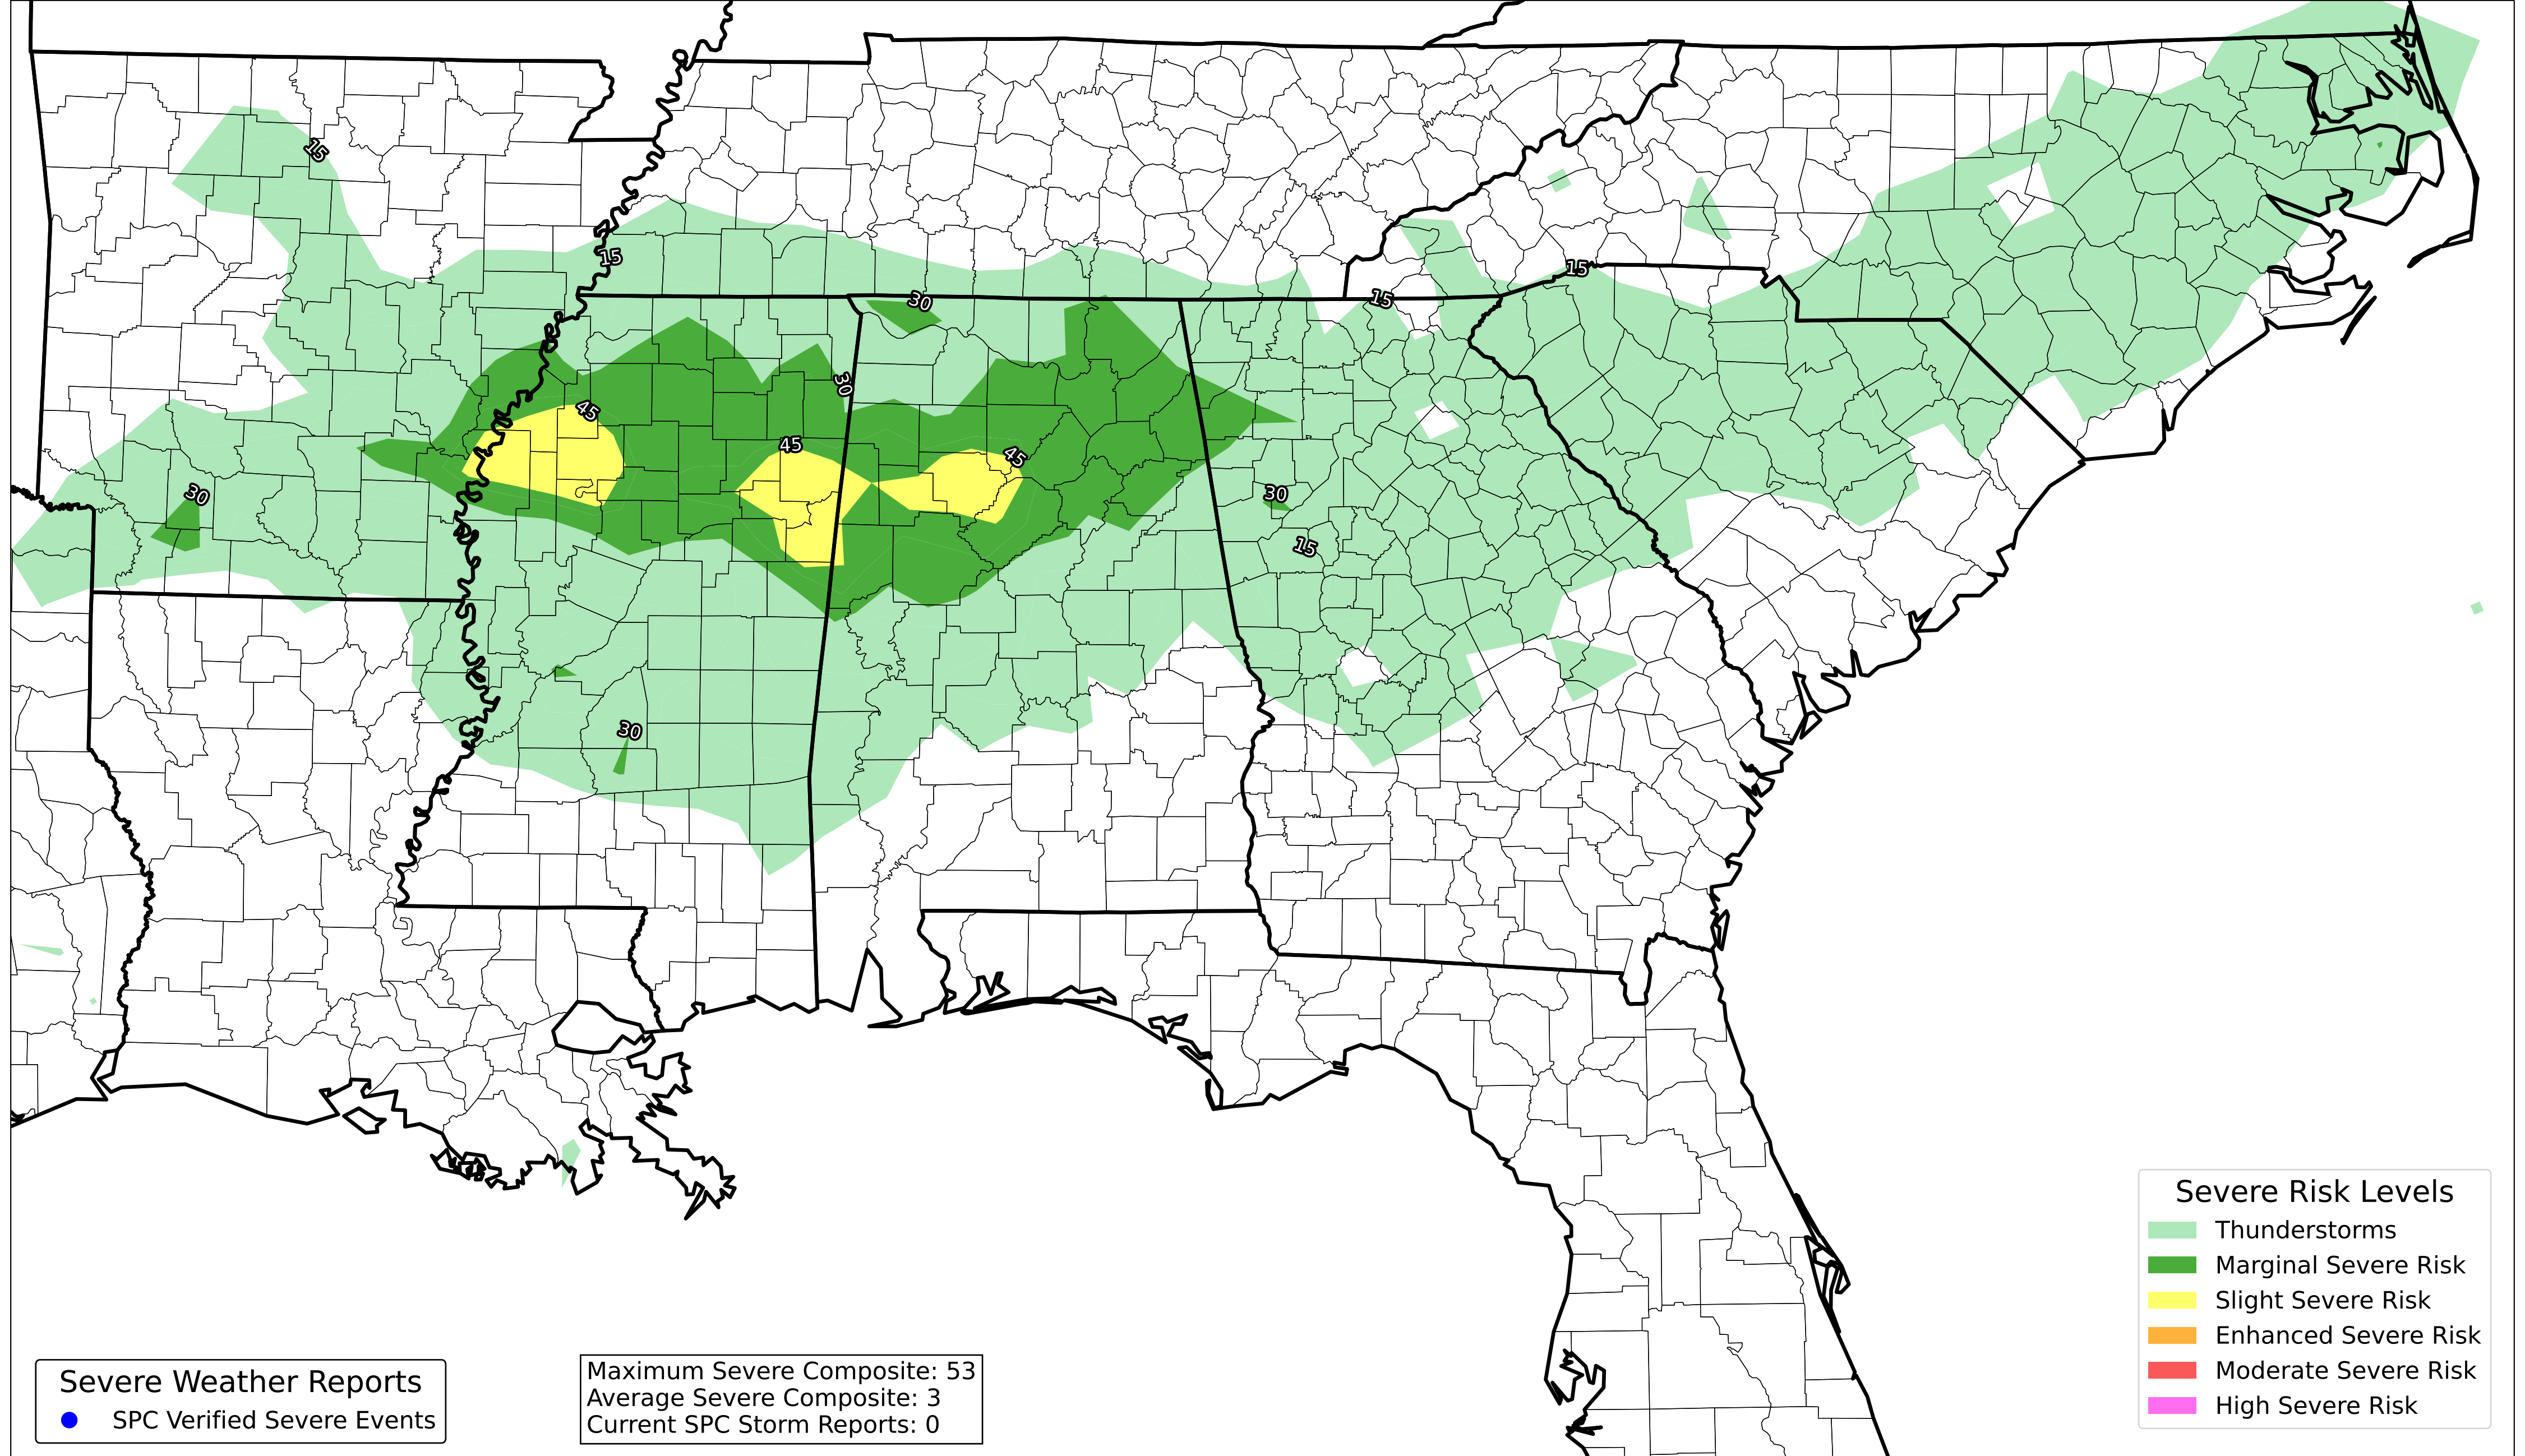 15
15
15
15
30
30
45
45
45
30
30
15
30
Severe Risk Levels
Thunderstorms
Marginal Severe Risk
Slight Severe Risk
Enhanced Severe Risk
Moderate Severe Risk
High Severe Risk
Severe Weather Reports
SPC Verified Severe Events
Maximum Severe Composite: 53
Average Severe Composite: 3
Current SPC Storm Reports: 0